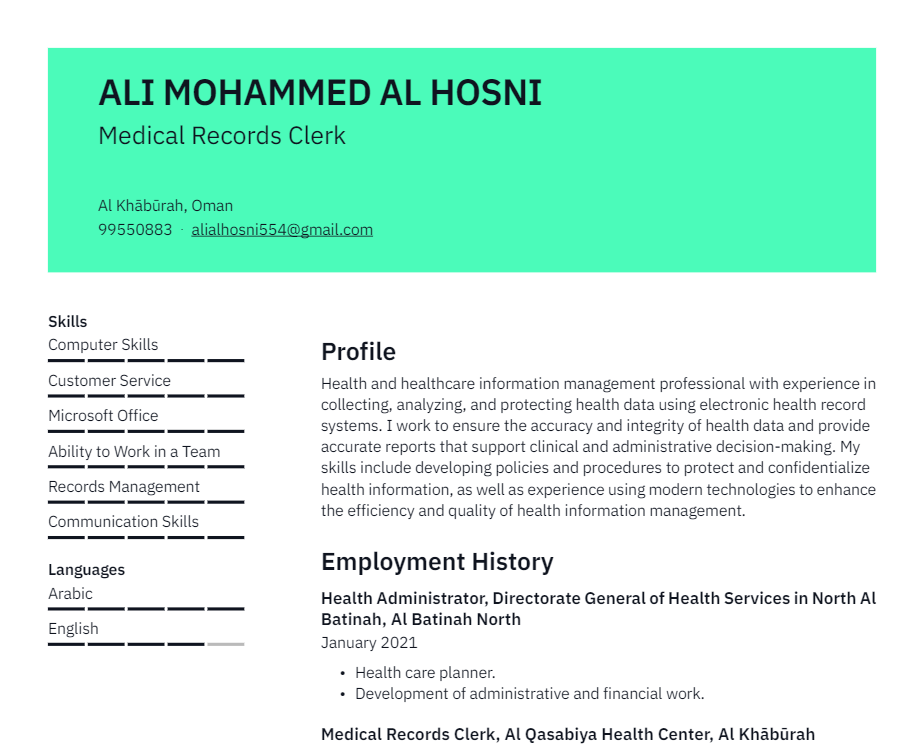 ALI MOHAMMED AL HOSNI
Medical Records Clerk
Al Khābūrah, Oman
99550883 · alialhosni554@gmail.com
Skills
Computer Skills
Customer Service
Microsoft Office
Ability to Work in a Team
Records Management
Communication Skills
Languages
Arabic
English
Profile
Health and healthcare information management professional with experience in
collecting, analyzing, and protecting health data using electronic health record
systems. I work to ensure the accuracy and integrity of health data and provide
accurate reports that support clinical and administrative decision-making. My
skills include developing policies and procedures to protect and confidentialize
health information, as well as experience using modern technologies to enhance
the efficiency and quality of health information management.
Employment History
Health Administrator, Directorate General of Health Services in North Al
Batinah, Al Batinah North
January 2021
• Health care planner.
• Development of administrative and financial work.
Medical Records Clerk, Al Qasabiya Health Center, Al Khābūrah